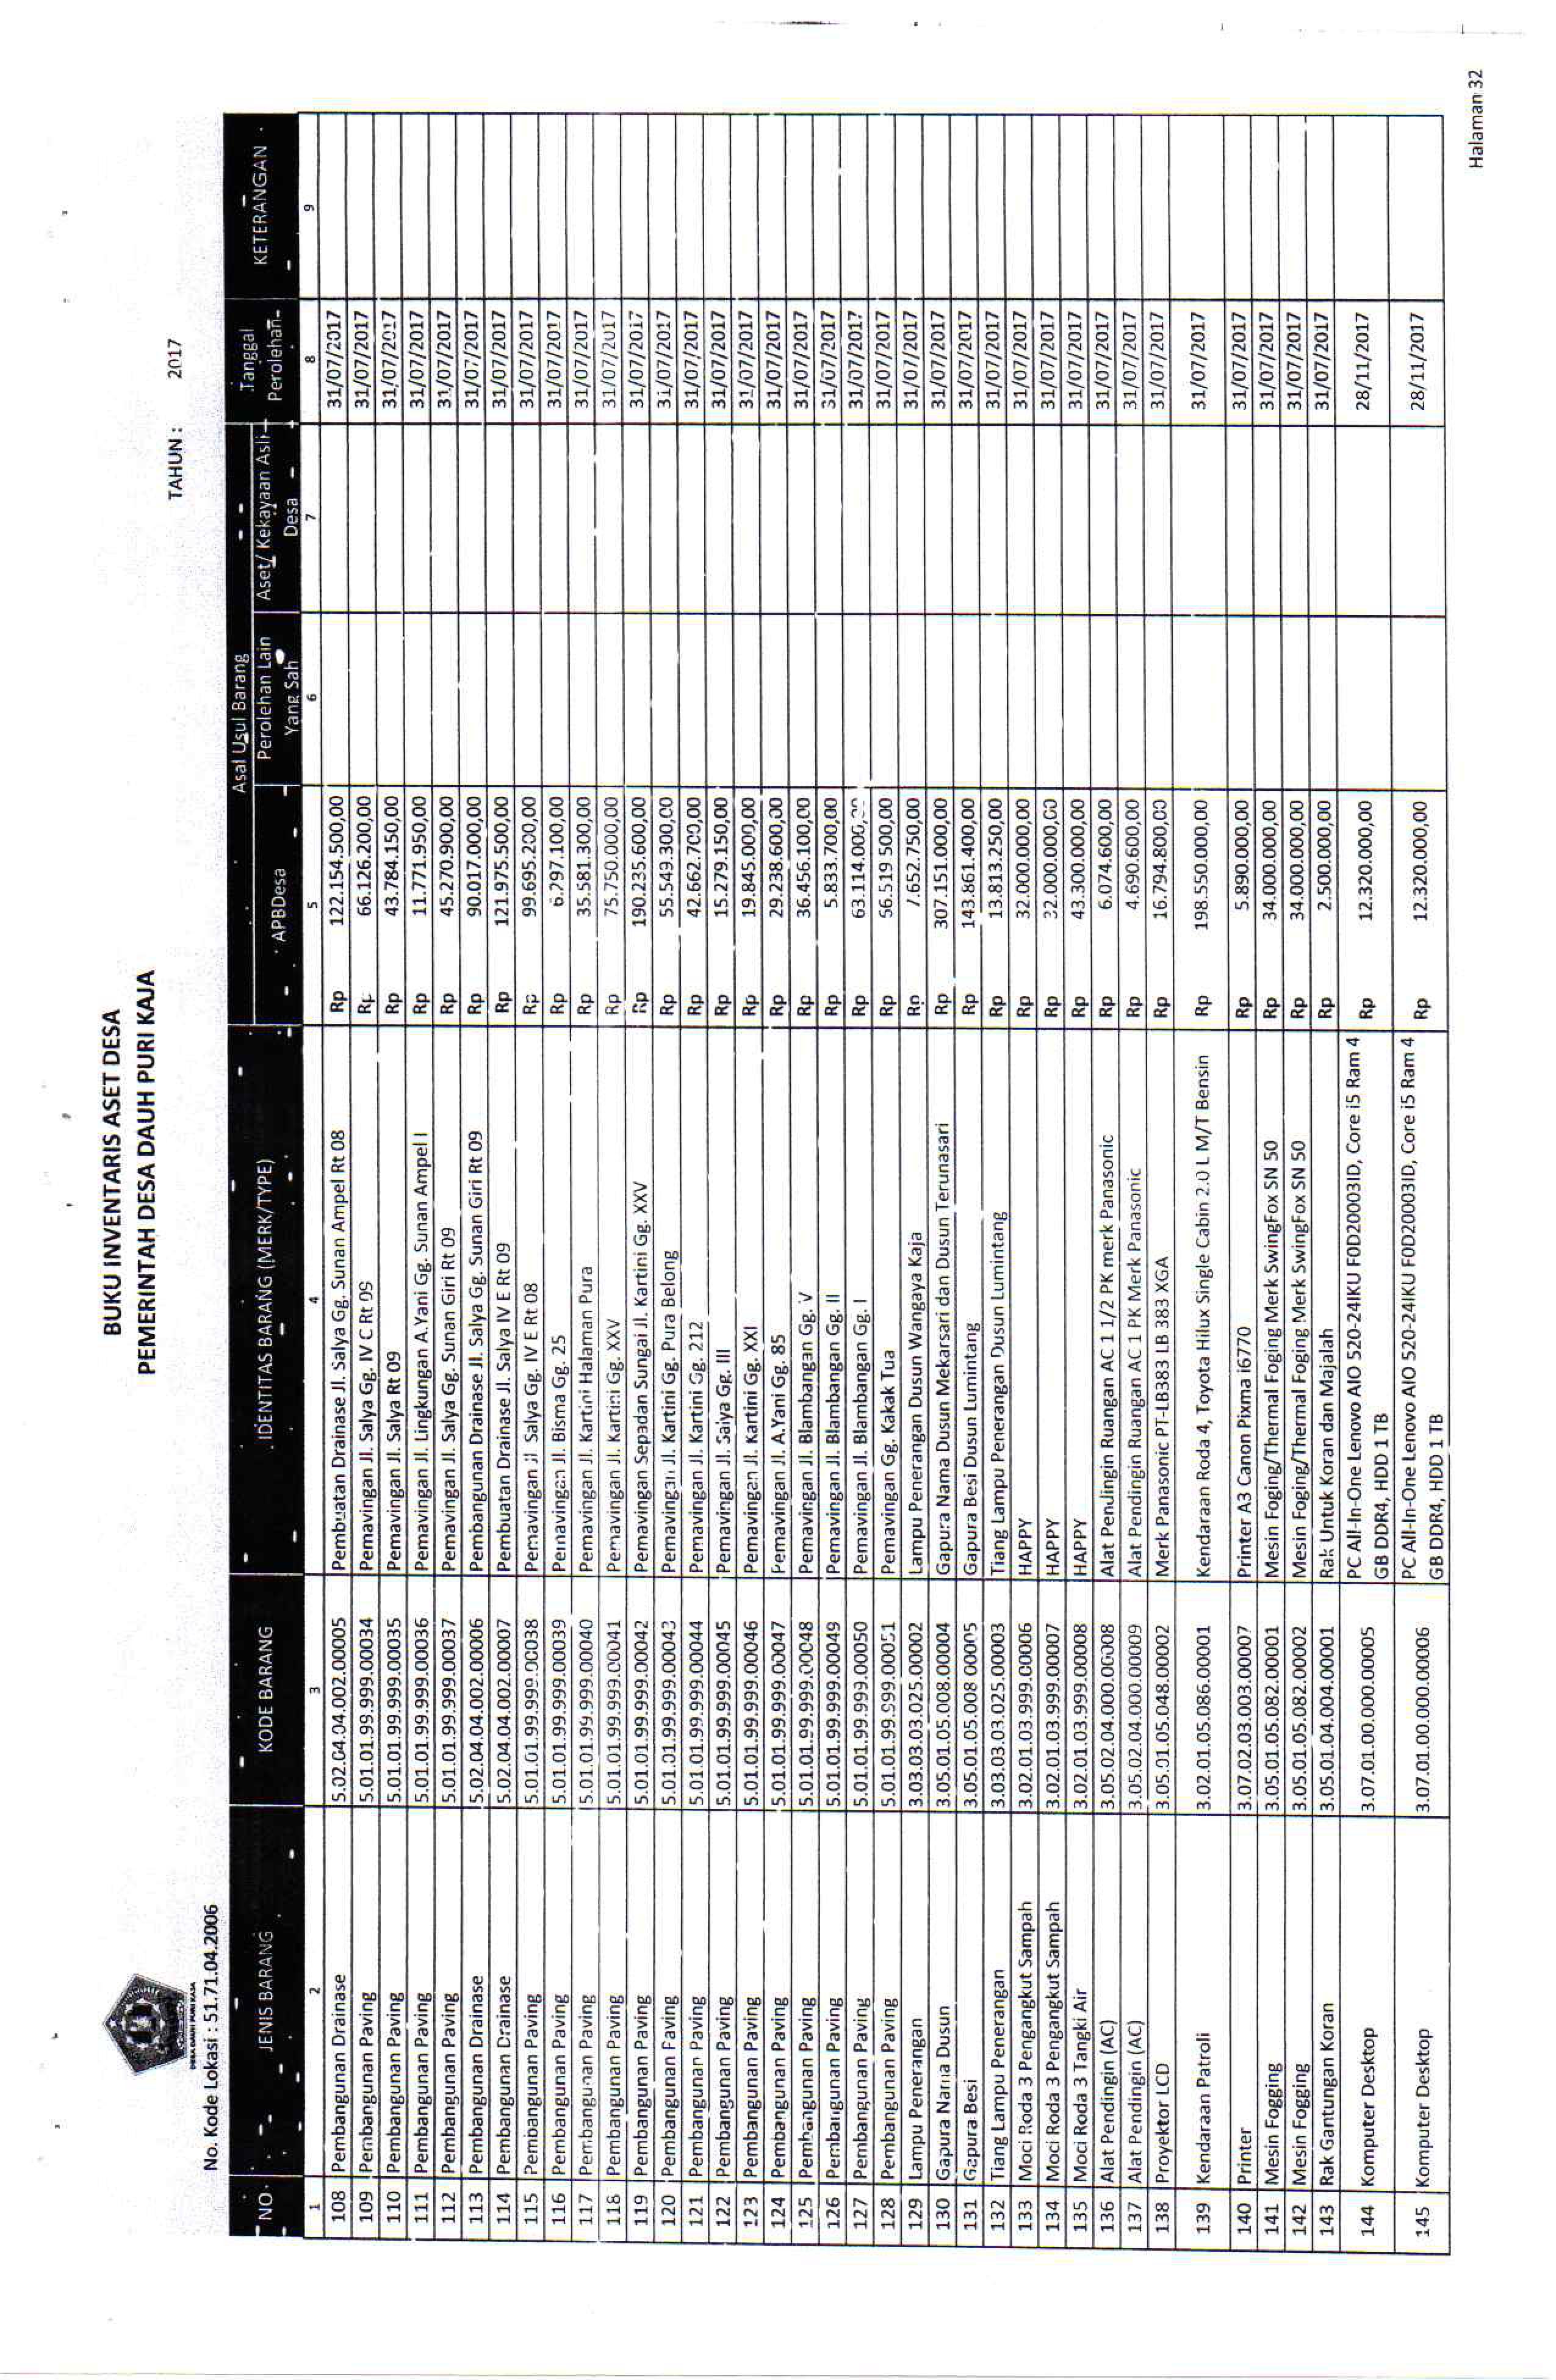 BUKU INVENTARIS ASET DESA
PEMERINTAH DESA DAUH PURI KAJA
TAHUN : 2017
DESA DAUH PURI KAJA
No. Kode Lokasi : 51.71.04.2006
NO. JENIS BARANG KODE BARANG IDENTITAS BARANG (MERK/TYPE) Asal Usul Barang Tanggal Perolehan KETERANGAN
APBDesa Perolehan Lain Yang Sah Aset/ Kekayaan Asli Desa
1 2 3 4 5 6 7 8 9
108 Pembangunan Drainase 5.02.04.04.002.00005 Pembuatan Drainase Jl. Salya Gg. Sunan Ampel Rt 08 Rp 122.154.500,00 31/07/2017
109 Pembangunan Paving 5.01.01.99.999.00034 Pemavingan Jl. Salya Gg. IV C Rt 09 Rp 66.126.200,00 31/07/2017
110 Pembangunan Paving 5.01.01.99.999.00035 Pemavingan Jl. Salya Rt 09 Rp 43.784.150,00 31/07/2017
111 Pembangunan Paving 5.01.01.99.999.00036 Pemavingan Jl. Lingkungan A.Yani Gg. Sunan Ampel I Rp 11.771.950,00 31/07/2017
112 Pembangunan Paving 5.01.01.99.999.00037 Pemavingan Jl. Salya Gg. Sunan Giri Rt 09 Rp 45.270.900,00 31/07/2017
113 Pembangunan Drainase 5.02.04.04.002.00006 Pembangunan Drainase Jl. Salya Gg. Sunan Giri Rt 09 Rp 90.017.000,00 31/07/2017
114 Pembangunan Drainase 5.02.04.04.002.00007 Pembuatan Drainase Jl. Salya IV E Rt 09 Rp 121.975.500,00 31/07/2017
115 Pembangunan Paving 5.01.01.99.999.00038 Pemavingan Jl Salya Gg. IV E Rt 08 Rp 99.695.200,00 31/07/2017
116 Pembangunan Paving 5.01.01.99.999.00039 Pemavingan Jl. Bisma Gg. 25 Rp 6.297.100,00 31/07/2017
117 Pembangunan Paving 5.01.01.99.999.00040 Pemavingan Jl. Kartini Halaman Pura Rp 35.581.300,00 31/07/2017
118 Pembangunan Paving 5.01.01.99.999.00041 Pemavingan Jl. Kartini Gg. XXV Rp 75.750.000,00 31/07/2017
119 Pembangunan Paving 5.01.01.99.999.00042 Pemavingan Sepadan Sungai Jl. Kartini Gg. XXV Rp 190.235.600,00 31/07/2017
120 Pembangunan Paving 5.01.01.99.999.00043 Pemavingan Jl. Kartini Gg. Pura Belong Rp 55.549.300,00 31/07/2017
121 Pembangunan Paving 5.01.01.99.999.00044 Pemavingan Jl. Kartini Gg. 212 Rp 42.662.700,00 31/07/2017
122 Pembangunan Paving 5.01.01.99.999.00045 Pemavingan Jl. Salya Gg. III Rp 15.279.150,00 31/07/2017
123 Pembangunan Paving 5.01.01.99.999.00046 Pemavingan Jl. Kartini Gg. XXI Rp 19.845.000,00 31/07/2017
124 Pembangunan Paving 5.01.01.99.999.00047 Pemavingan Jl. A.Yani Gg. 85 Rp 29.238.600,00 31/07/2017
125 Pembangunan Paving 5.01.01.99.999.00048 Pemavingan Jl. Blambangan Gg. V Rp 36.456.100,00 31/07/2017
126 Pembangunan Paving 5.01.01.99.999.00049 Pemavingan Jl. Blambangan Gg. II Rp 5.833.700,00 31/07/2017
127 Pembangunan Paving 5.01.01.99.999.00050 Pemavingan Jl. Blambangan Gg. I Rp 63.114.000,00 31/07/2017
128 Pembangunan Paving 5.01.01.99.999.00051 Pemavingan Gg. Kakak Tua Rp 56.519.500,00 31/07/2017
129 Lampu Penerangan 3.03.03.03.025.00002 Lampu Penerangan Dusun Wangaya Kaja Rp 7.652.750,00 31/07/2017
130 Gapura Nama Dusun 3.05.01.05.008.00004 Gapura Nama Dusun Mekarsari dan Dusun Terunasari Rp 307.151.000,00 31/07/2017
131 Gapura Besi 3.05.01.05.008.00005 Gapura Besi Dusun Lumintang Rp 143.861.400,00 31/07/2017
132 Tiang Lampu Penerangan 3.03.03.03.025.00003 Tiang Lampu Penerangan Dusun Lumintang Rp 13.813.250,00 31/07/2017
133 Moci Roda 3 Pengangkut Sampah 3.02.01.03.999.00006 HAPPY Rp 32.000.000,00 31/07/2017
134 Moci Roda 3 Pengangkut Sampah 3.02.01.03.999.00007 HAPPY Rp 32.000.000,00 31/07/2017
135 Moci Roda 3 Tangki Air 3.02.01.03.999.00008 HAPPY Rp 43.300.000,00 31/07/2017
136 Alat Pendingin (AC) 3.05.02.04.000.00008 Alat Pendingin Ruangan AC 1 1/2 PK merk Panasonic Rp 6.074.600,00 31/07/2017
137 Alat Pendingin (AC) 3.05.02.04.000.00009 Alat Pendingin Ruangan AC 1 PK Merk Panasonic Rp 4.690.600,00 31/07/2017
138 Proyektor LCD 3.05.01.05.048.00002 Merk Panasonic PT-LB383 LB 383 XGA Rp 16.794.800,00 31/07/2017
139 Kendaraan Patroli 3.02.01.05.086.00001 Kendaraan Roda 4, Toyota Hilux Single Cabin 2.0 L M/T Bensin Rp 198.550.000,00 31/07/2017
140 Printer 3.07.02.03.003.00007 Printer A3 Canon Pixma i6770 Rp 5.890.000,00 31/07/2017
141 Mesin Fogging 3.05.01.05.082.00001 Mesin Foging/Thermal Foging Merk SwingFox SN 50 Rp 34.000.000,00 31/07/2017
142 Mesin Fogging 3.05.01.05.082.00002 Mesin Foging/Thermal Foging Merk SwingFox SN 50 Rp 34.000.000,00 31/07/2017
143 Rak Gantungan Koran 3.05.01.04.004.00001 Rak Untuk Koran dan Majalah Rp 2.500.000,00 31/07/2017
144 Komputer Desktop 3.07.01.00.000.00005 PC All-In-One Lenovo AIO 520-24IKU F0D20003ID, Core i5 Ram 4 Rp 12.320.000,00 28/11/2017
GB DDR4, HDD 1 TB
145 Komputer Desktop 3.07.01.00.000.00006 PC All-In-One Lenovo AIO 520-24IKU F0D20003ID, Core i5 Ram 4 Rp 12.320.000,00 28/11/2017
GB DDR4, HDD 1 TB
Halaman 32